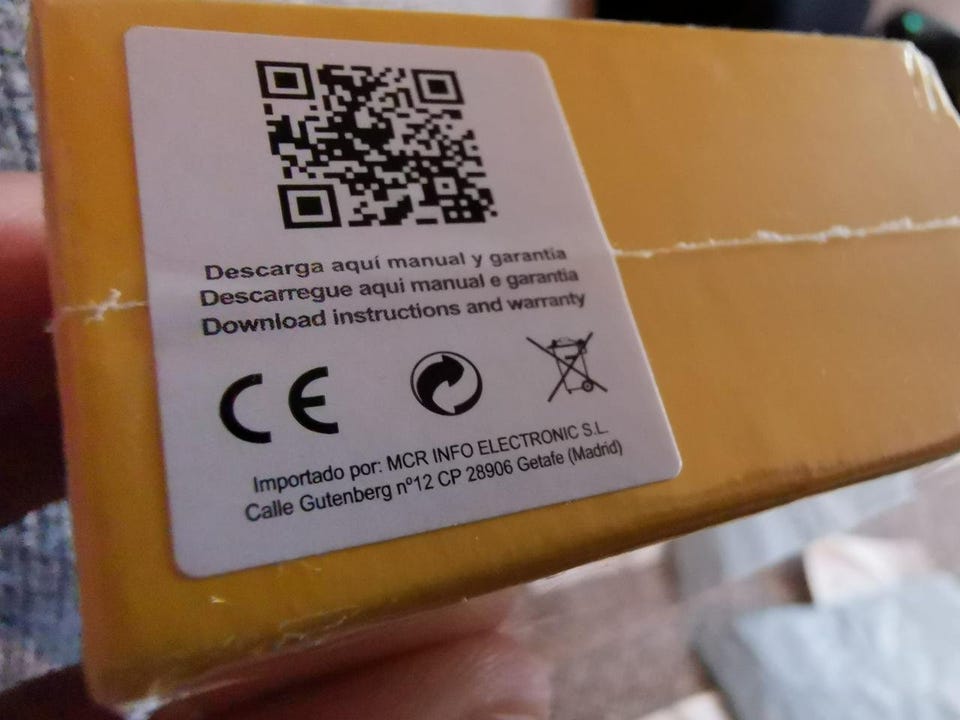 Descarga aquí manual y garantía
Descarregue aqui manual e garantia
Download instructions and warranty
CE
Importado por: MCR INFO ELECTRONIC S.L.
Calle Gutenberg nº12 CP 28906 Getafe (Madrid)